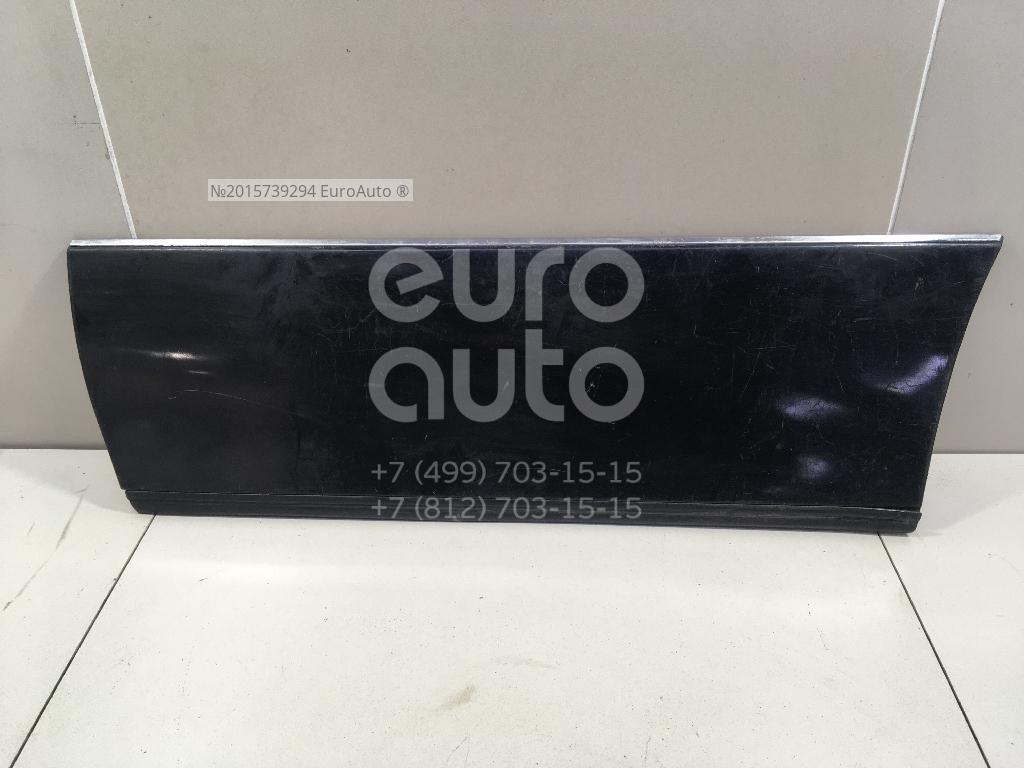 №2015739294 EuroAuto ®
euro
auto
+7 (499) 703-15-15
+7 (812) 703-15-15